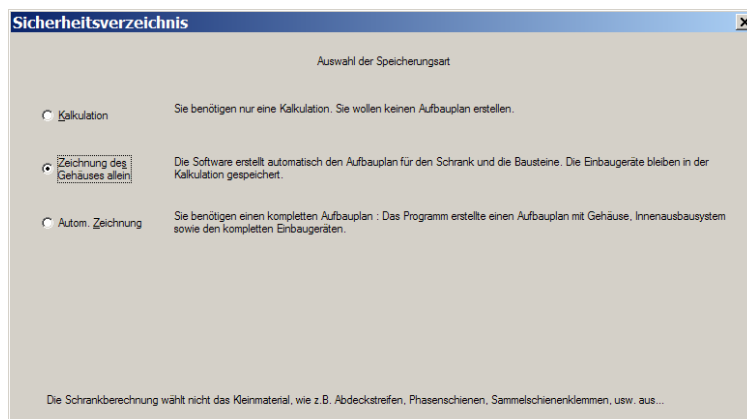 Sicherheitsverzeichnis
Auswahl der Speicherungsart
Kalkulation
Sie benötigen nur eine Kalkulation. Sie wollen keinen Aufbauplan erstellen.
Zeichnung des
Gehäuses allein
Die Software erstellt automatisch den Aufbauplan für den Schrank und die Bausteine. Die Einbaugeräte bleiben in der
Kalkulation gespeichert.
Autom. Zeichnung
Sie benötigen einen kompletten Aufbauplan : Das Programm erstellte einen Aufbauplan mit Gehäuse, Innenausbausystem
sowie den kompletten Einbaugeräten.
Die Schrankberechnung wählt nicht das Kleinmaterial, wie z.B. Abdeckstreifen, Phasenschienen, Sammelschienenklemmen, usw. aus...